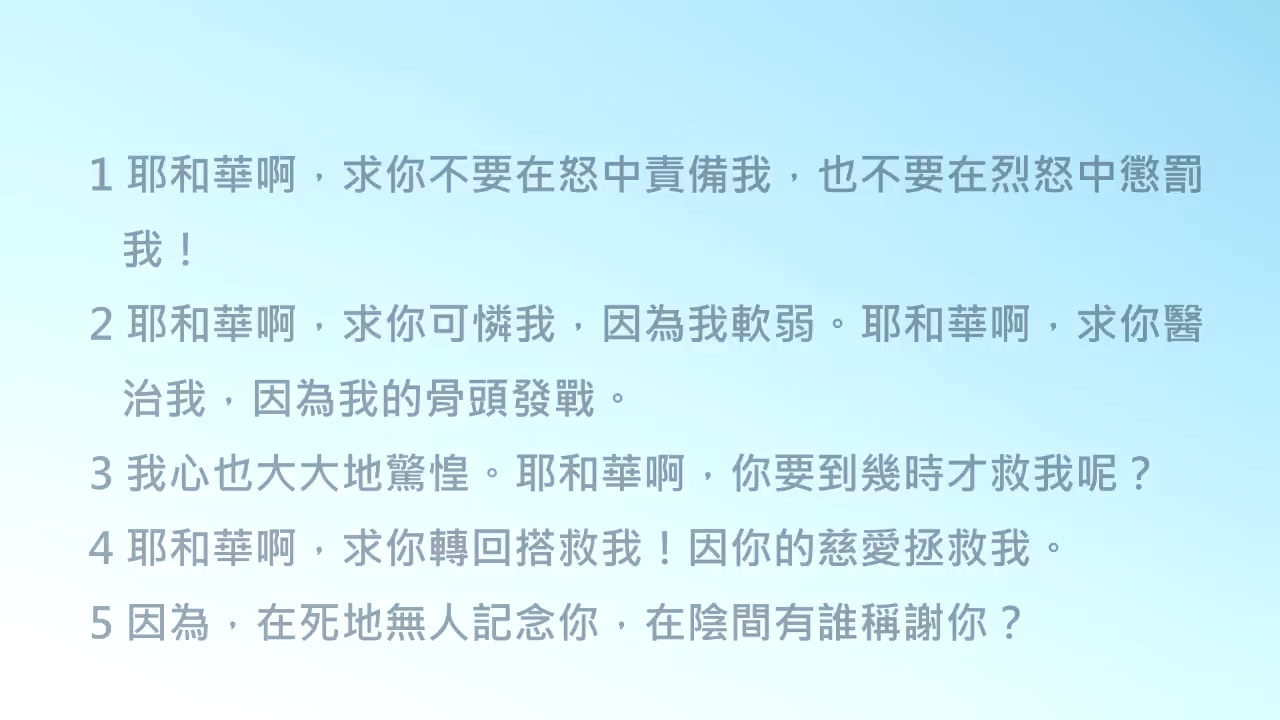 1 耶和華啊，求你不要在怒中責備我，也不要在烈怒中懲罰
我！
2 耶和華啊，求你可憐我，因為我軟弱。耶和華啊，求你醫
治我，因為我的骨頭發戰。
3 我心也大大地驚惶。耶和華啊，你要到幾時才救我呢？
4 耶和華啊，求你轉回搭救我！因你的慈愛拯救我。
5 因為，在死地無人記念你，在陰間有誰稱謝你？